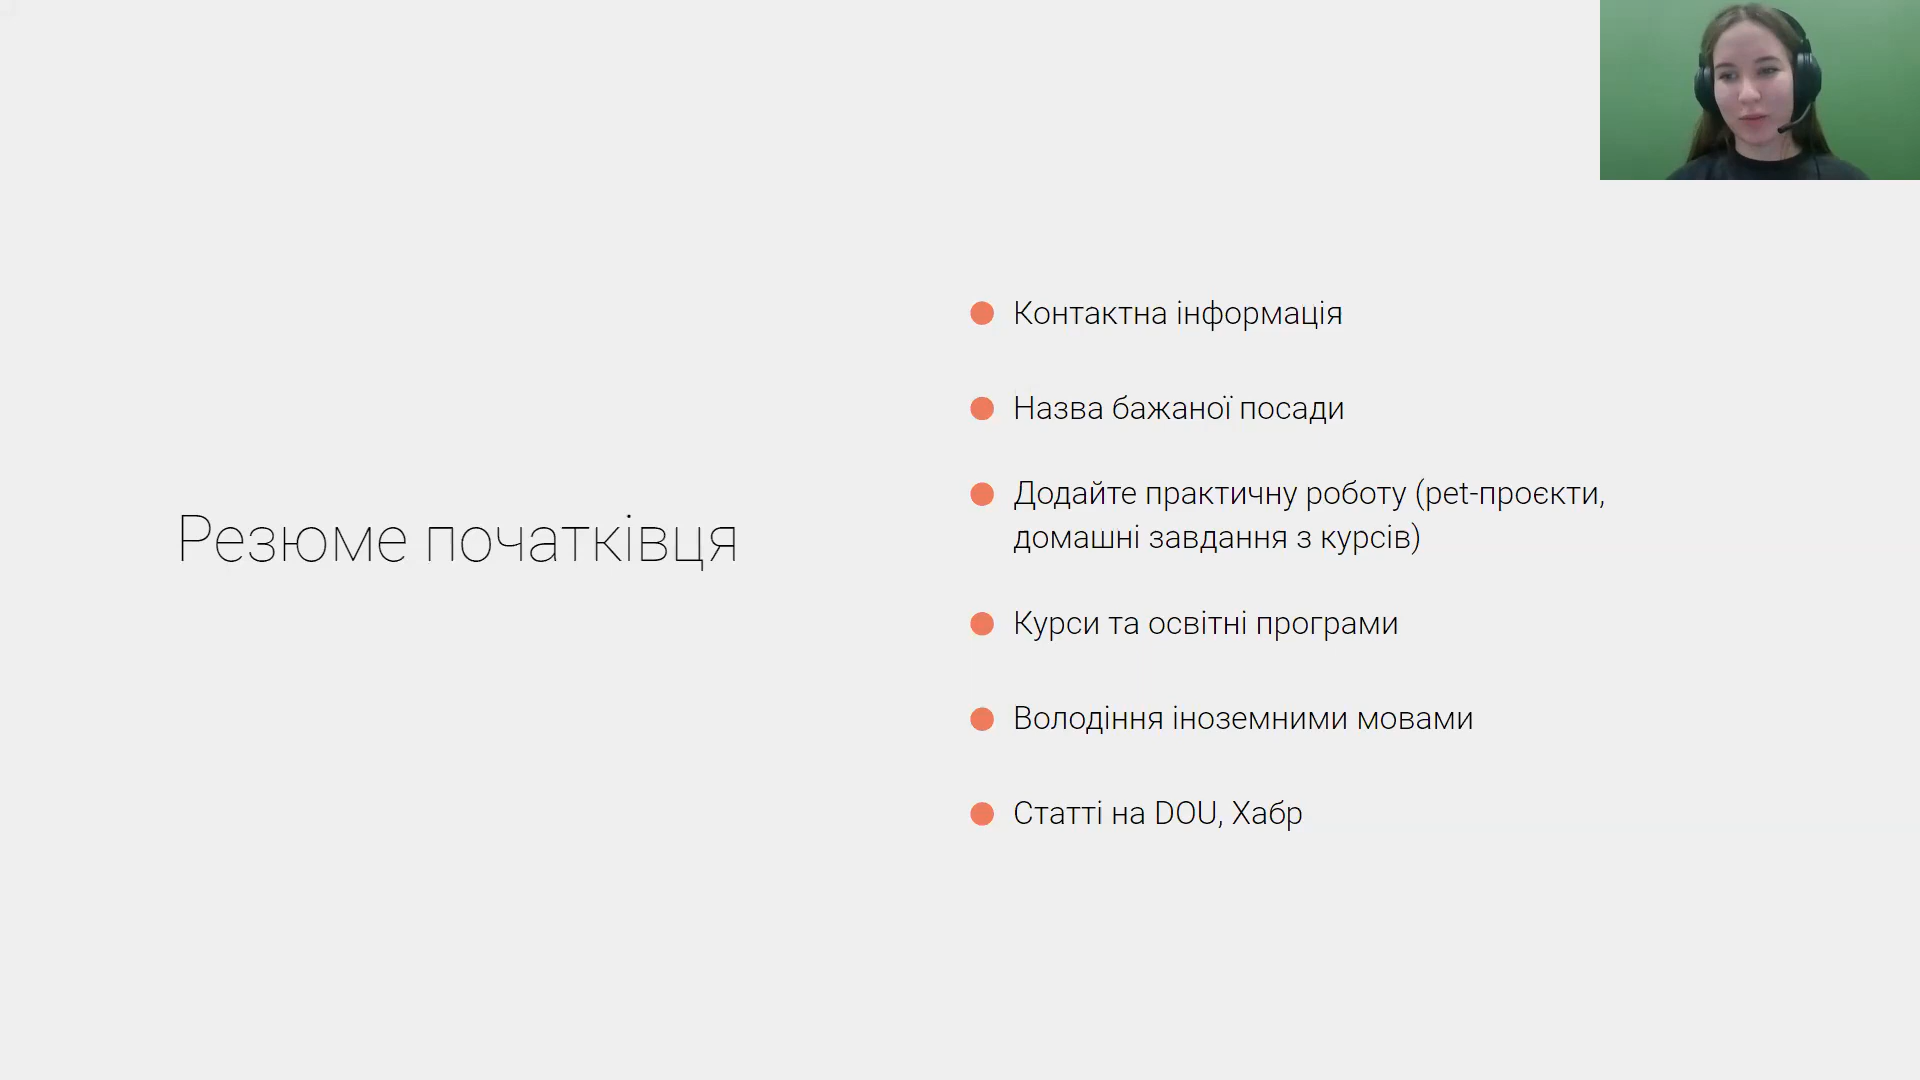 Резюме початківця
Контактна інформація
Назва бажаної посади
Додайте практичну роботу (pet-проєкти,
домашні завдання з курсів)
Курси та освітні програми
Володіння іноземними мовами
Статті на DOU, Хабр